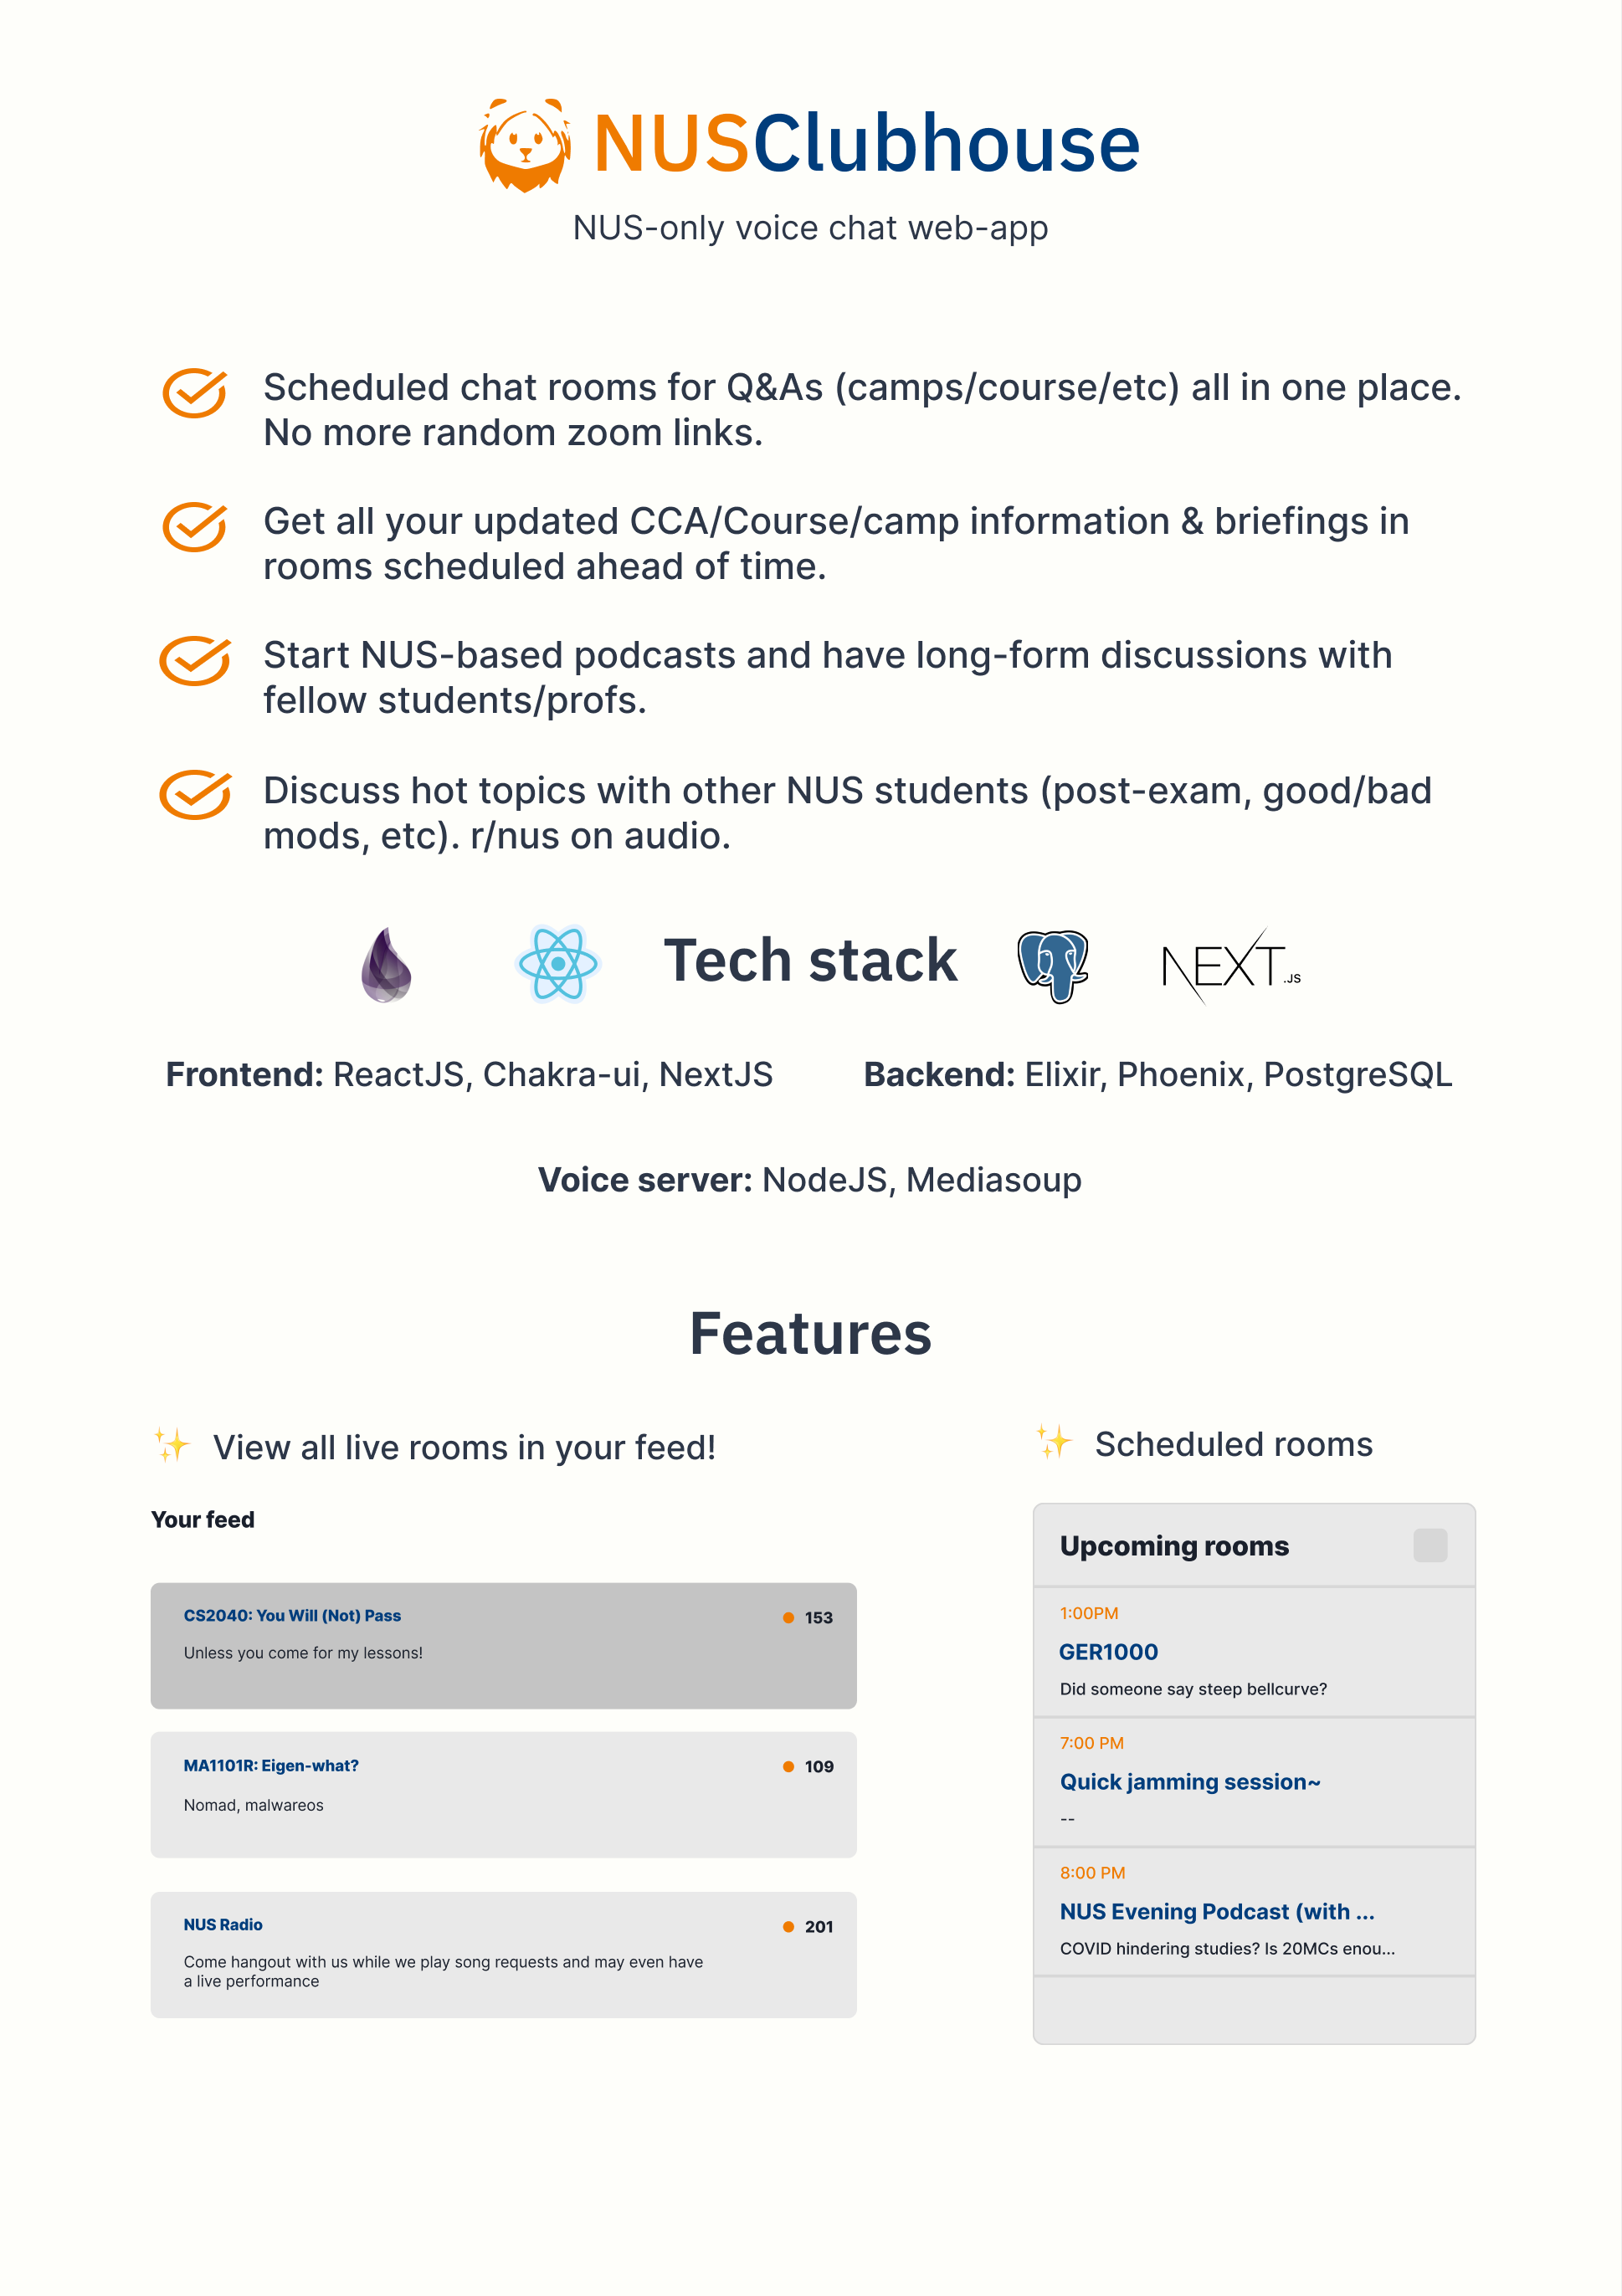 NUSClubhouse
NUS-only voice chat web-app
Scheduled chat rooms for Q&As (camps/course/etc) all in one place.
No more random zoom links.
Get all your updated CCA/Course/camp information & briefings in
rooms scheduled ahead of time.
Start NUS-based podcasts and have long-form discussions with
fellow students/profs.
Discuss hot topics with other NUS students (post-exam, good/bad
mods, etc). r/nus on audio.
Tech stack
NEXT.JS
Frontend: ReactJS, Chakra-ui, NextJS
Backend: Elixir, Phoenix, PostgreSQL
Voice server: NodeJS, Mediasoup
Features
View all live rooms in your feed!
Your feed
CS2040: You Will (Not) Pass
153
Unless you come for my lessons!
MA1101R: Eigen-what?
109
Nomad, malwareos
NUS Radio
201
Come hangout with us while we play song requests and may even have
a live performance
Scheduled rooms
Upcoming rooms
1:00PM
GER1000
Did someone say steep bellcurve?
7:00 PM
Quick jamming session~
--
8:00 PM
NUS Evening Podcast (with ...
COVID hindering studies? Is 20MCs enou...